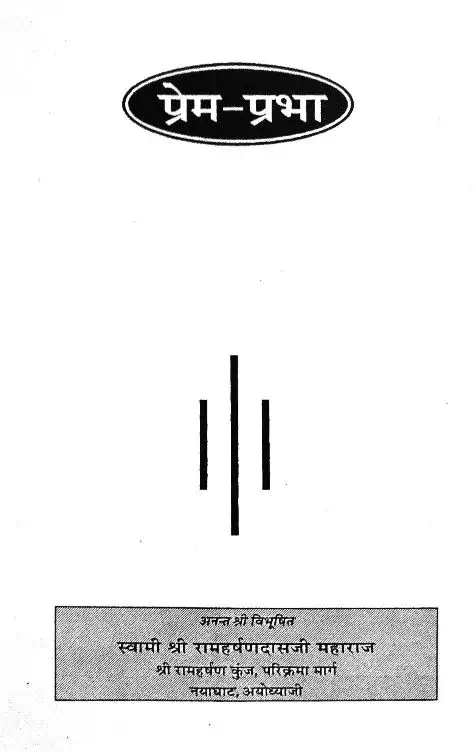 प्रेम-प्रभा
अनन्त श्री विभूषित
स्वामी श्री रामहर्षणदासजी महाराज
श्री रामहर्षण कुंज, परिक्रमा मार्ग
नयाघाट, अयोध्याजी